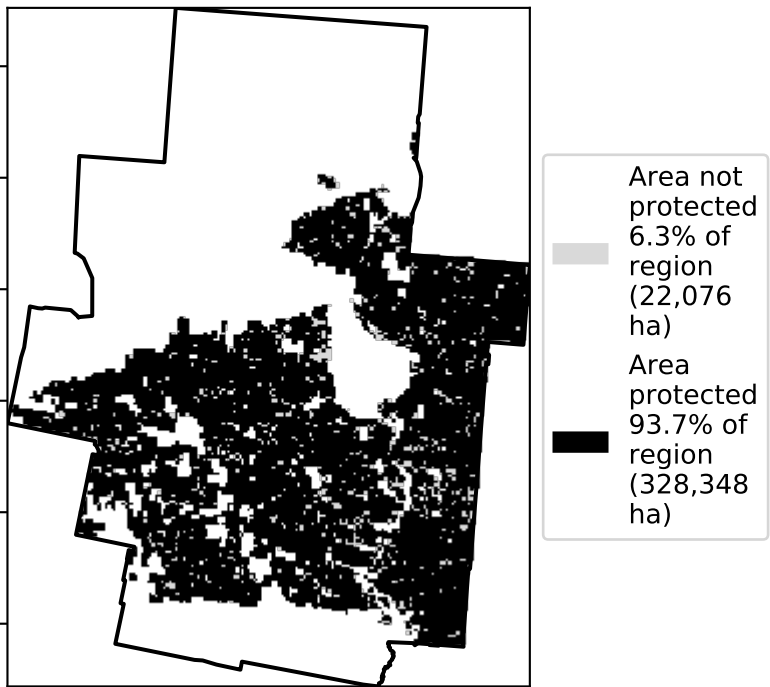 Area not
protected
6.3% of
region
(22,076
ha)
Area
protected
93.7% of
region
(328,348
ha)